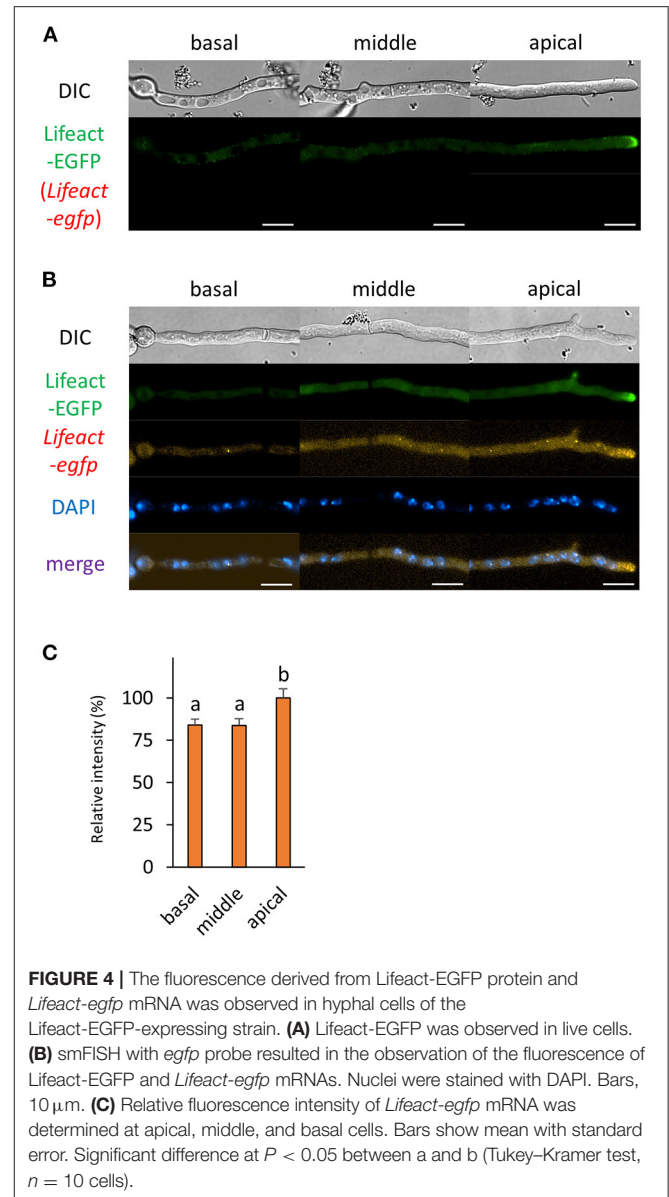 A
basal middle apical
DIC
Lifeact
-EGFP
(Lifeact
-egfp)
B
basal middle apical
DIC
Lifeact
-EGFP
Lifeact
-egfp
DAPI
merge
C
Relative intensity (%)
100
75
50
25
0
a a b
basal middle apical
FIGURE 4 | The fluorescence derived from Lifeact-EGFP protein and
Lifeact-egfp mRNA was observed in hyphal cells of the
Lifeact-EGFP-expressing strain. (A) Lifeact-EGFP was observed in live cells.
(B) smFISH with egfp probe resulted in the observation of the fluorescence of
Lifeact-EGFP and Lifeact-egfp mRNAs. Nuclei were stained with DAPI. Bars,
10 μm. (C) Relative fluorescence intensity of Lifeact-egfp mRNA was
determined at apical, middle, and basal cells. Bars show mean with standard
error. Significant difference at P < 0.05 between a and b (Tukey–Kramer test,
n = 10 cells).